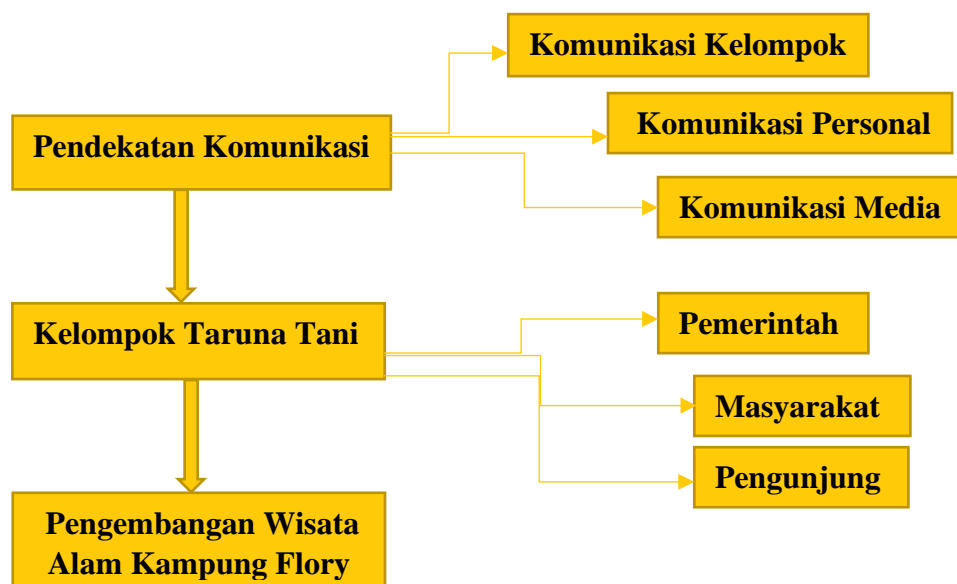 Komunikasi Kelompok
Pendekatan Komunikasi
Komunikasi Personal
Komunikasi Media
Kelompok Taruna Tani
Pemerintah
Masyarakat
Pengunjung
Pengembangan Wisata
Alam Kampung Flory